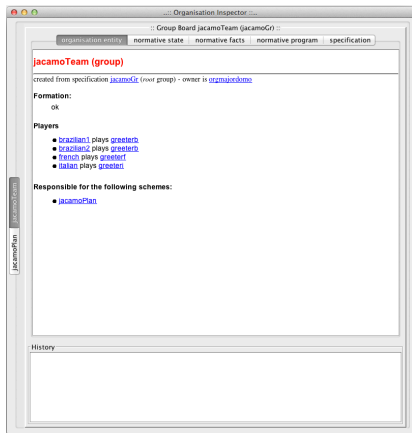 ..:: Organisation Inspector ::..
:: Group Board jacamoTeam (jacamoGr) ::
organisation entity normative state normative facts normative program specification
jacamoTeam (group)
created from specification jacamoGr (root group) - owner is orgmajordomo
Formation:
ok
Players
brazilian1 plays greeterb
brazilian2 plays greeterb
french plays greeterf
italian plays greeteri
Responsible for the following schemes:
jacamoPlan
jacamoTeam
jacamoPlan
History